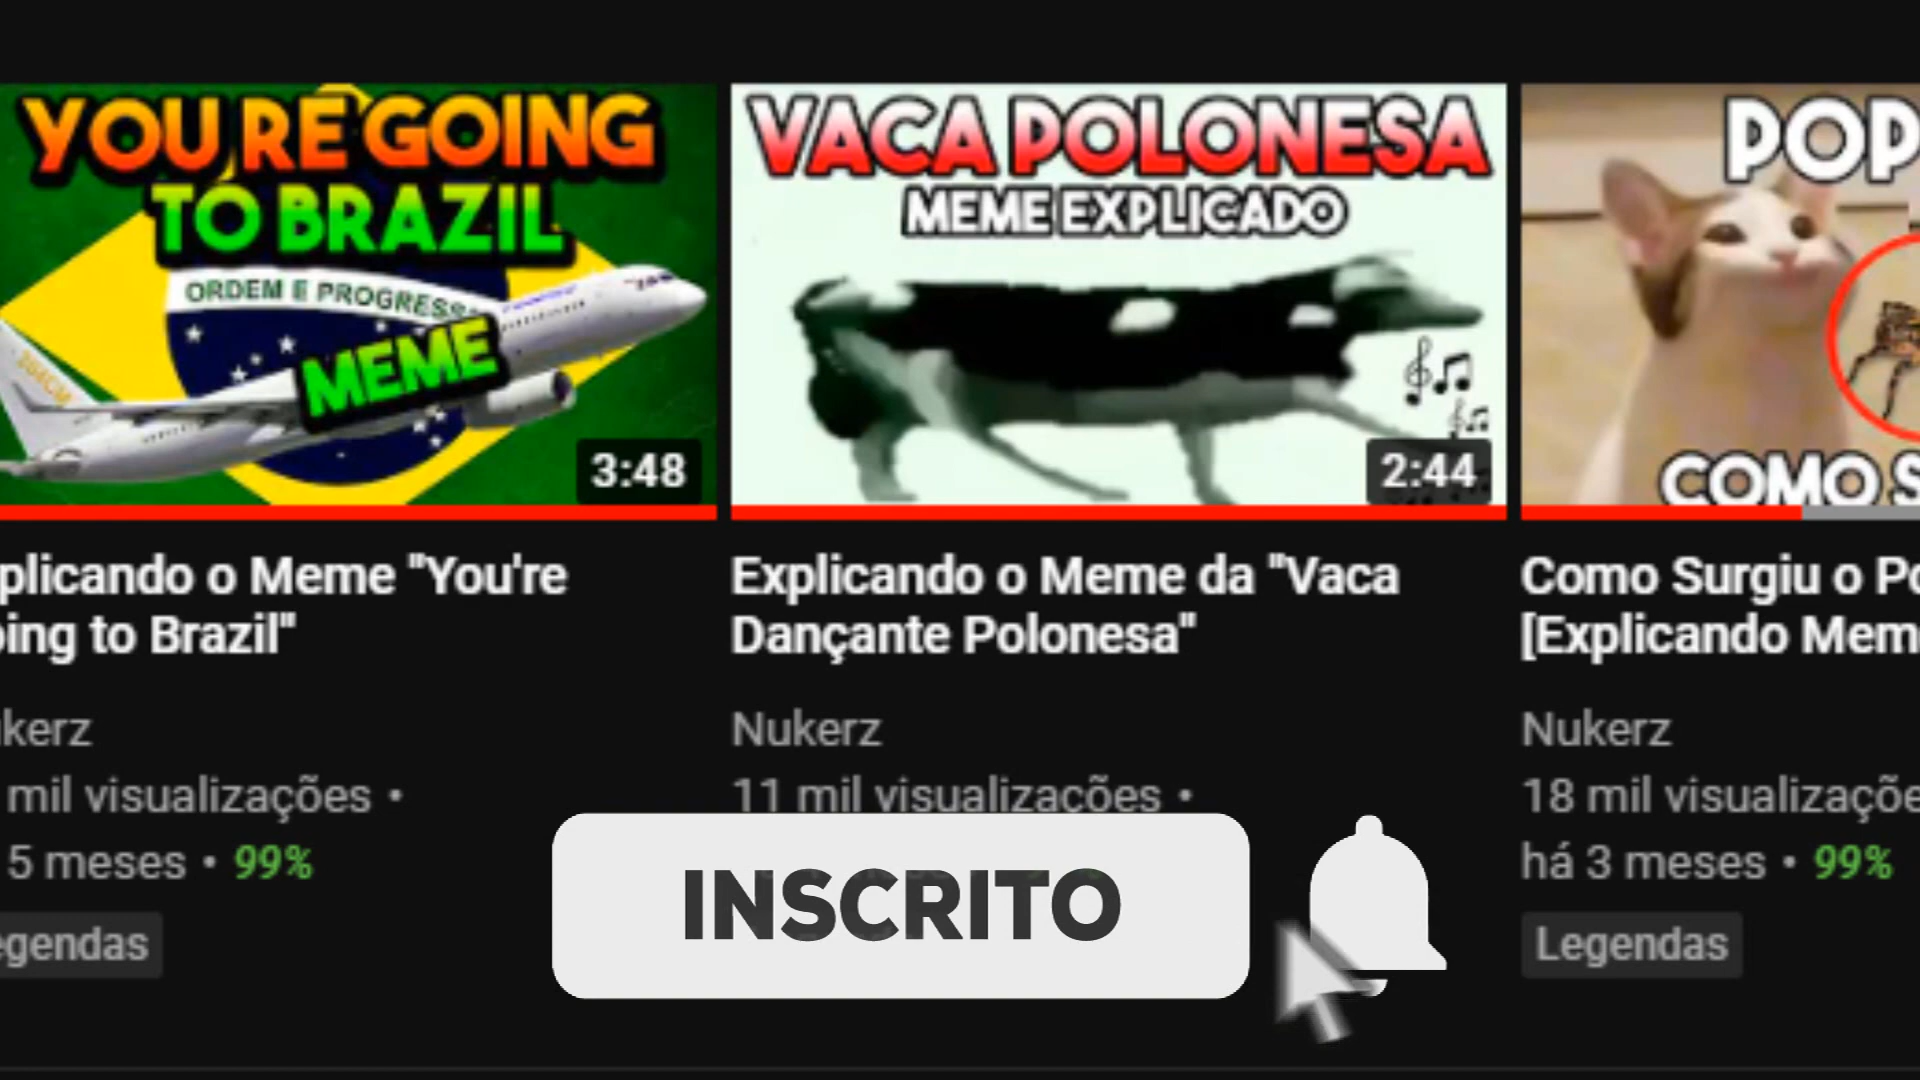 YOU'RE GOING
TO BRAZIL
ORDEM E PROGRESS
MEME
3:48
plicando o Meme "You're
ing to Brazil"
kerz
mil visualizações •
5 meses • 99%
egendas
VACA POLONESA
MEME EXPLICADO
2:44
Explicando o Meme da "Vaca
Dançante Polonesa"
Nukerz
11 mil visualizações •
INSCRITO
POP
COMO S
Como Surgiu o Po
[Explicando Mem
Nukerz
18 mil visualizaçõe
há 3 meses • 99%
Legendas